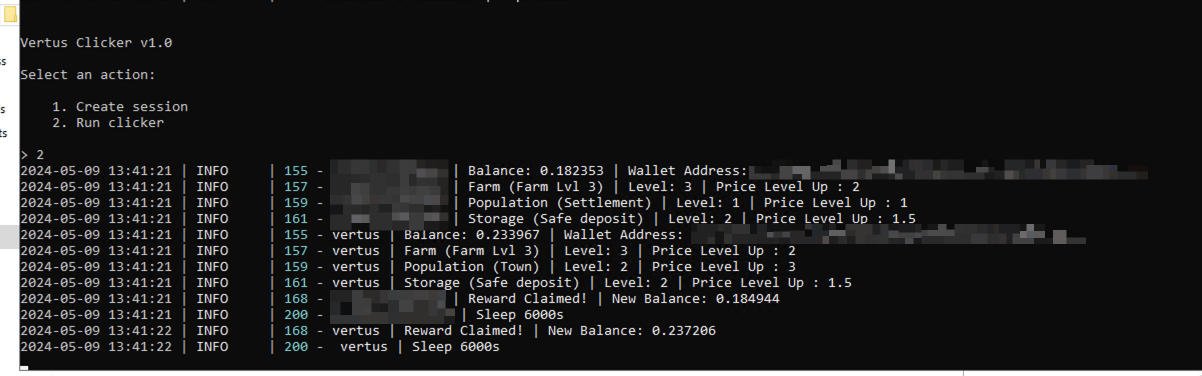 ss
Vertus Clicker v1.0
Select an action:
s
1. Create session
2. Run clicker
ts
> 2
2024-05-09 13:41:21 | INFO | 155 - | Balance: 0.182353 | Wallet Address:
2024-05-09 13:41:21 | INFO | 157 - | Farm (Farm Lvl 3) | Level: 3 | Price Level Up : 2
2024-05-09 13:41:21 | INFO | 159 - | Population (Settlement) | Level: 1 | Price Level Up : 1
2024-05-09 13:41:21 | INFO | 161 - | Storage (Safe deposit) | Level: 2 | Price Level Up : 1.5
2024-05-09 13:41:21 | INFO | 155 - vertus | Balance: 0.233967 | Wallet Address:
2024-05-09 13:41:21 | INFO | 157 - vertus | Farm (Farm Lvl 3) | Level: 3 | Price Level Up : 2
2024-05-09 13:41:21 | INFO | 159 - vertus | Population (Town) | Level: 2 | Price Level Up : 3
2024-05-09 13:41:21 | INFO | 161 - vertus | Storage (Safe deposit) | Level: 2 | Price Level Up : 1.5
2024-05-09 13:41:21 | INFO | 168 - | Reward Claimed! | New Balance: 0.184944
2024-05-09 13:41:21 | INFO | 200 - | Sleep 6000s
2024-05-09 13:41:22 | INFO | 168 - vertus | Reward Claimed! | New Balance: 0.237206
2024-05-09 13:41:22 | INFO | 200 - vertus | Sleep 6000s